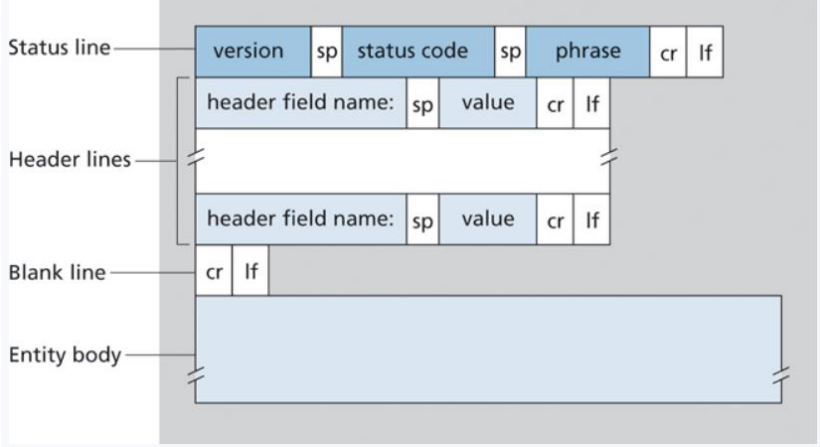 Status line version sp status code sp phrase cr lf
header field name: sp value cr lf
Header lines
header field name: sp value cr lf
Blank line cr lf
Entity body